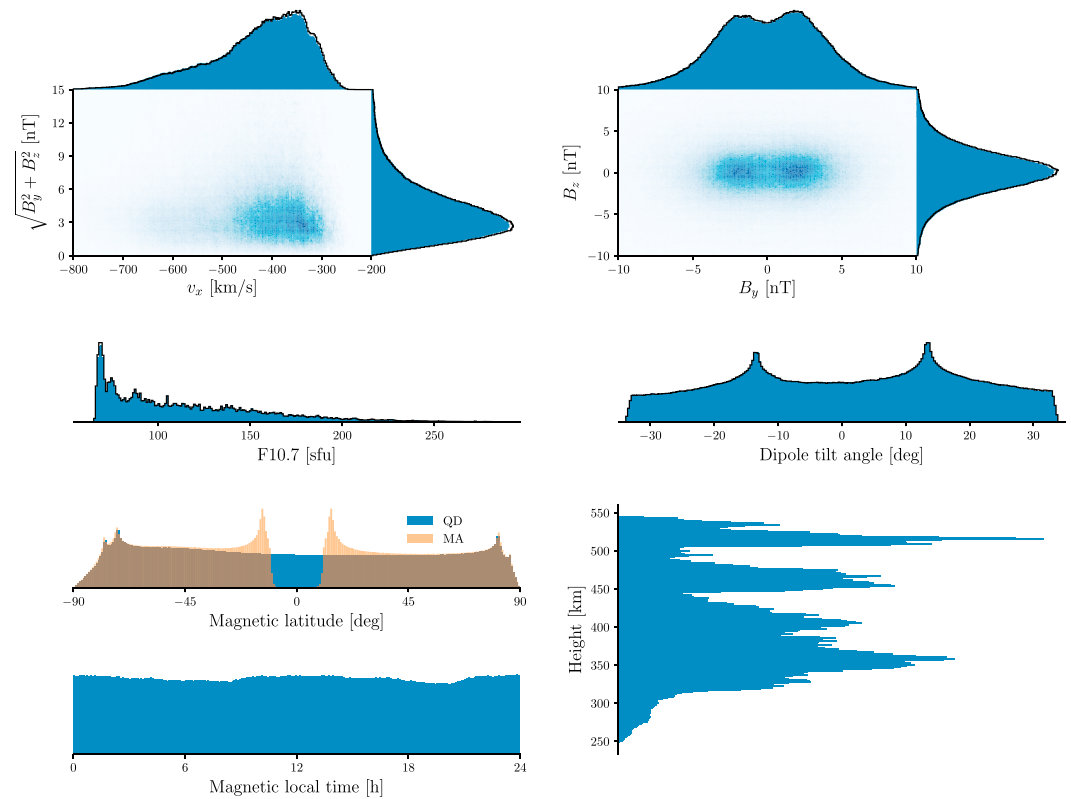 15
12
9
6
3
0
√B_y^2 + B_z^2 [nT]
−800 −700 −600 −500 −400 −300 −200
v_x [km/s]
10
5
0
−5
−10
B_z [nT]
−10 −5 0 5 10
B_y [nT]
100 150 200 250
F10.7 [sfu]
−30 −20 −10 0 10 20 30
Dipole tilt angle [deg]
QD
MA
−90 −45 0 45 90
Magnetic latitude [deg]
0 6 12 18 24
Magnetic local time [h]
550
500
450
400
350
300
250
Height [km]